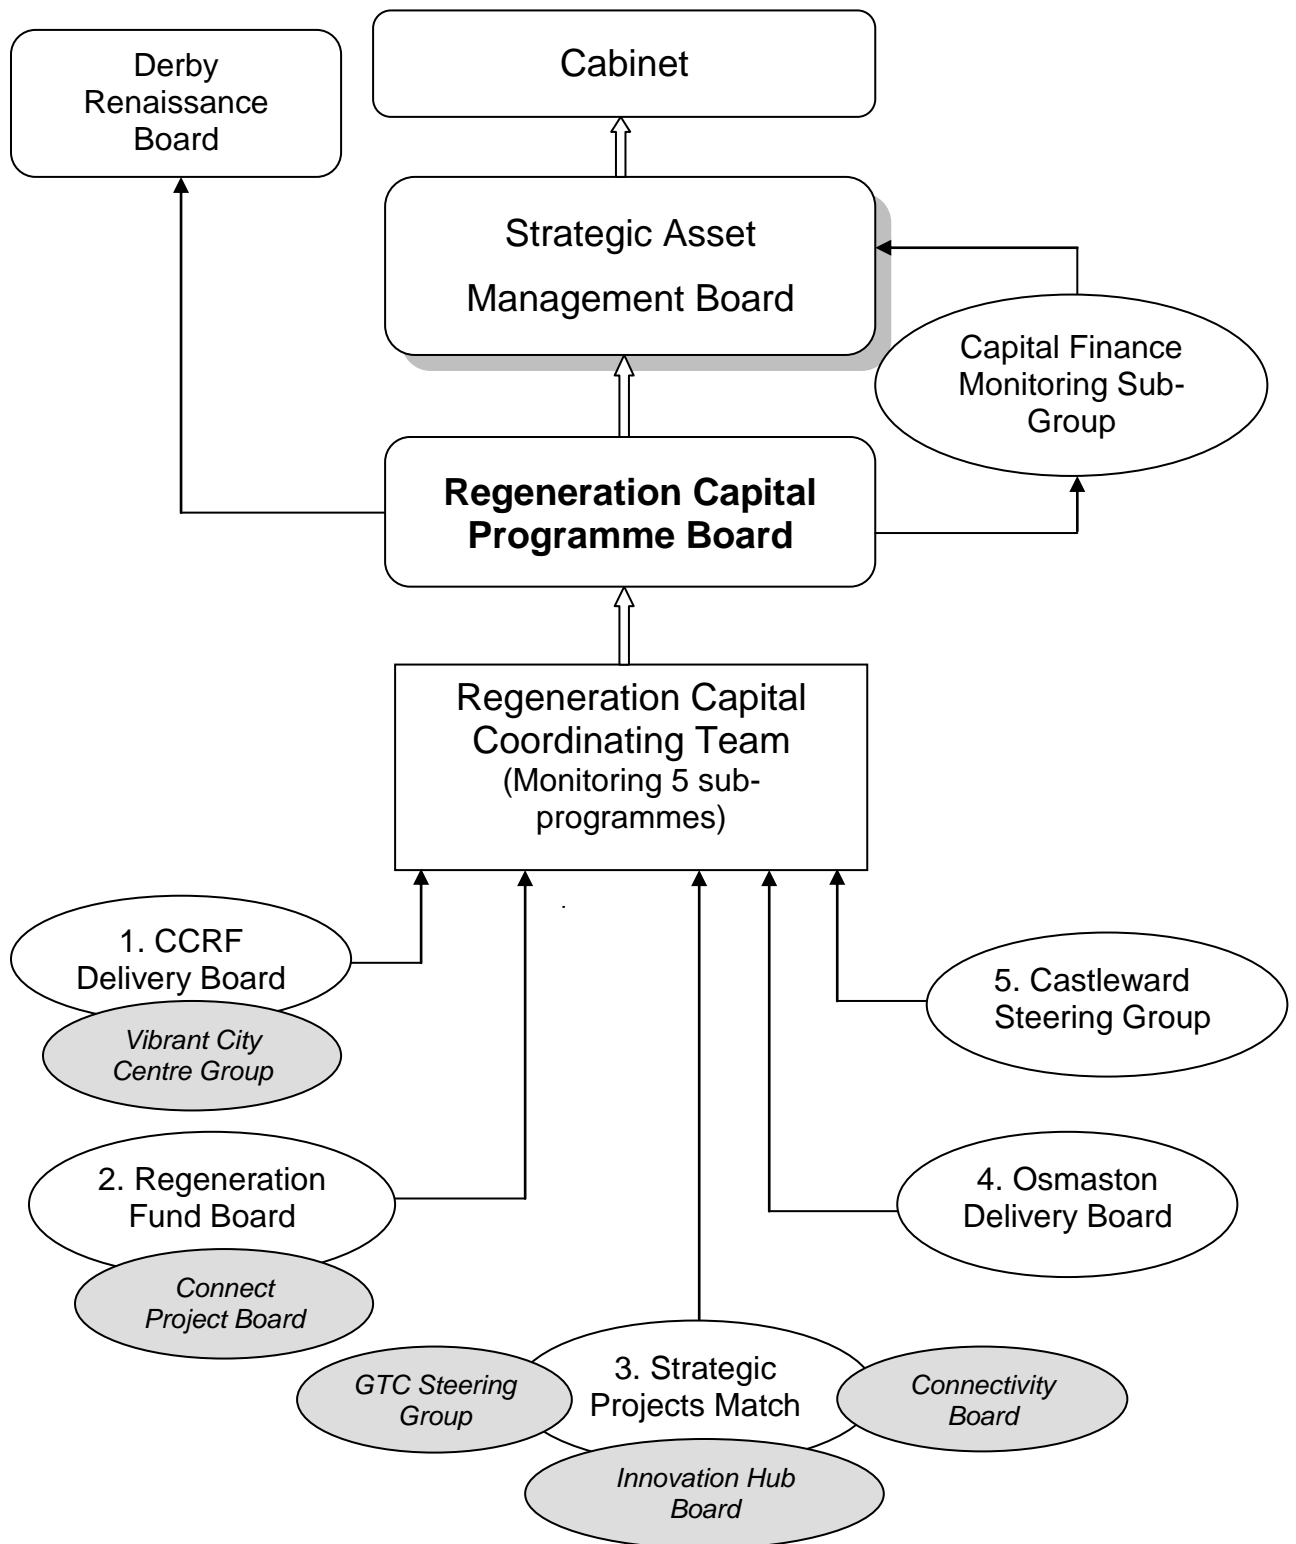 Derby
Renaissance
Board
Cabinet
Strategic Asset
Management Board
Capital Finance
Monitoring Sub-
Group
Regeneration Capital
Programme Board
Regeneration Capital
Coordinating Team
(Monitoring 5 sub-
programmes)
1. CCRF
Delivery Board
Vibrant City
Centre Group
5. Castleward
Steering Group
2. Regeneration
Fund Board
Connect
Project Board
4. Osmaston
Delivery Board
3. Strategic
Projects Match
GTC Steering
Group
Connectivity
Board
Innovation Hub
Board